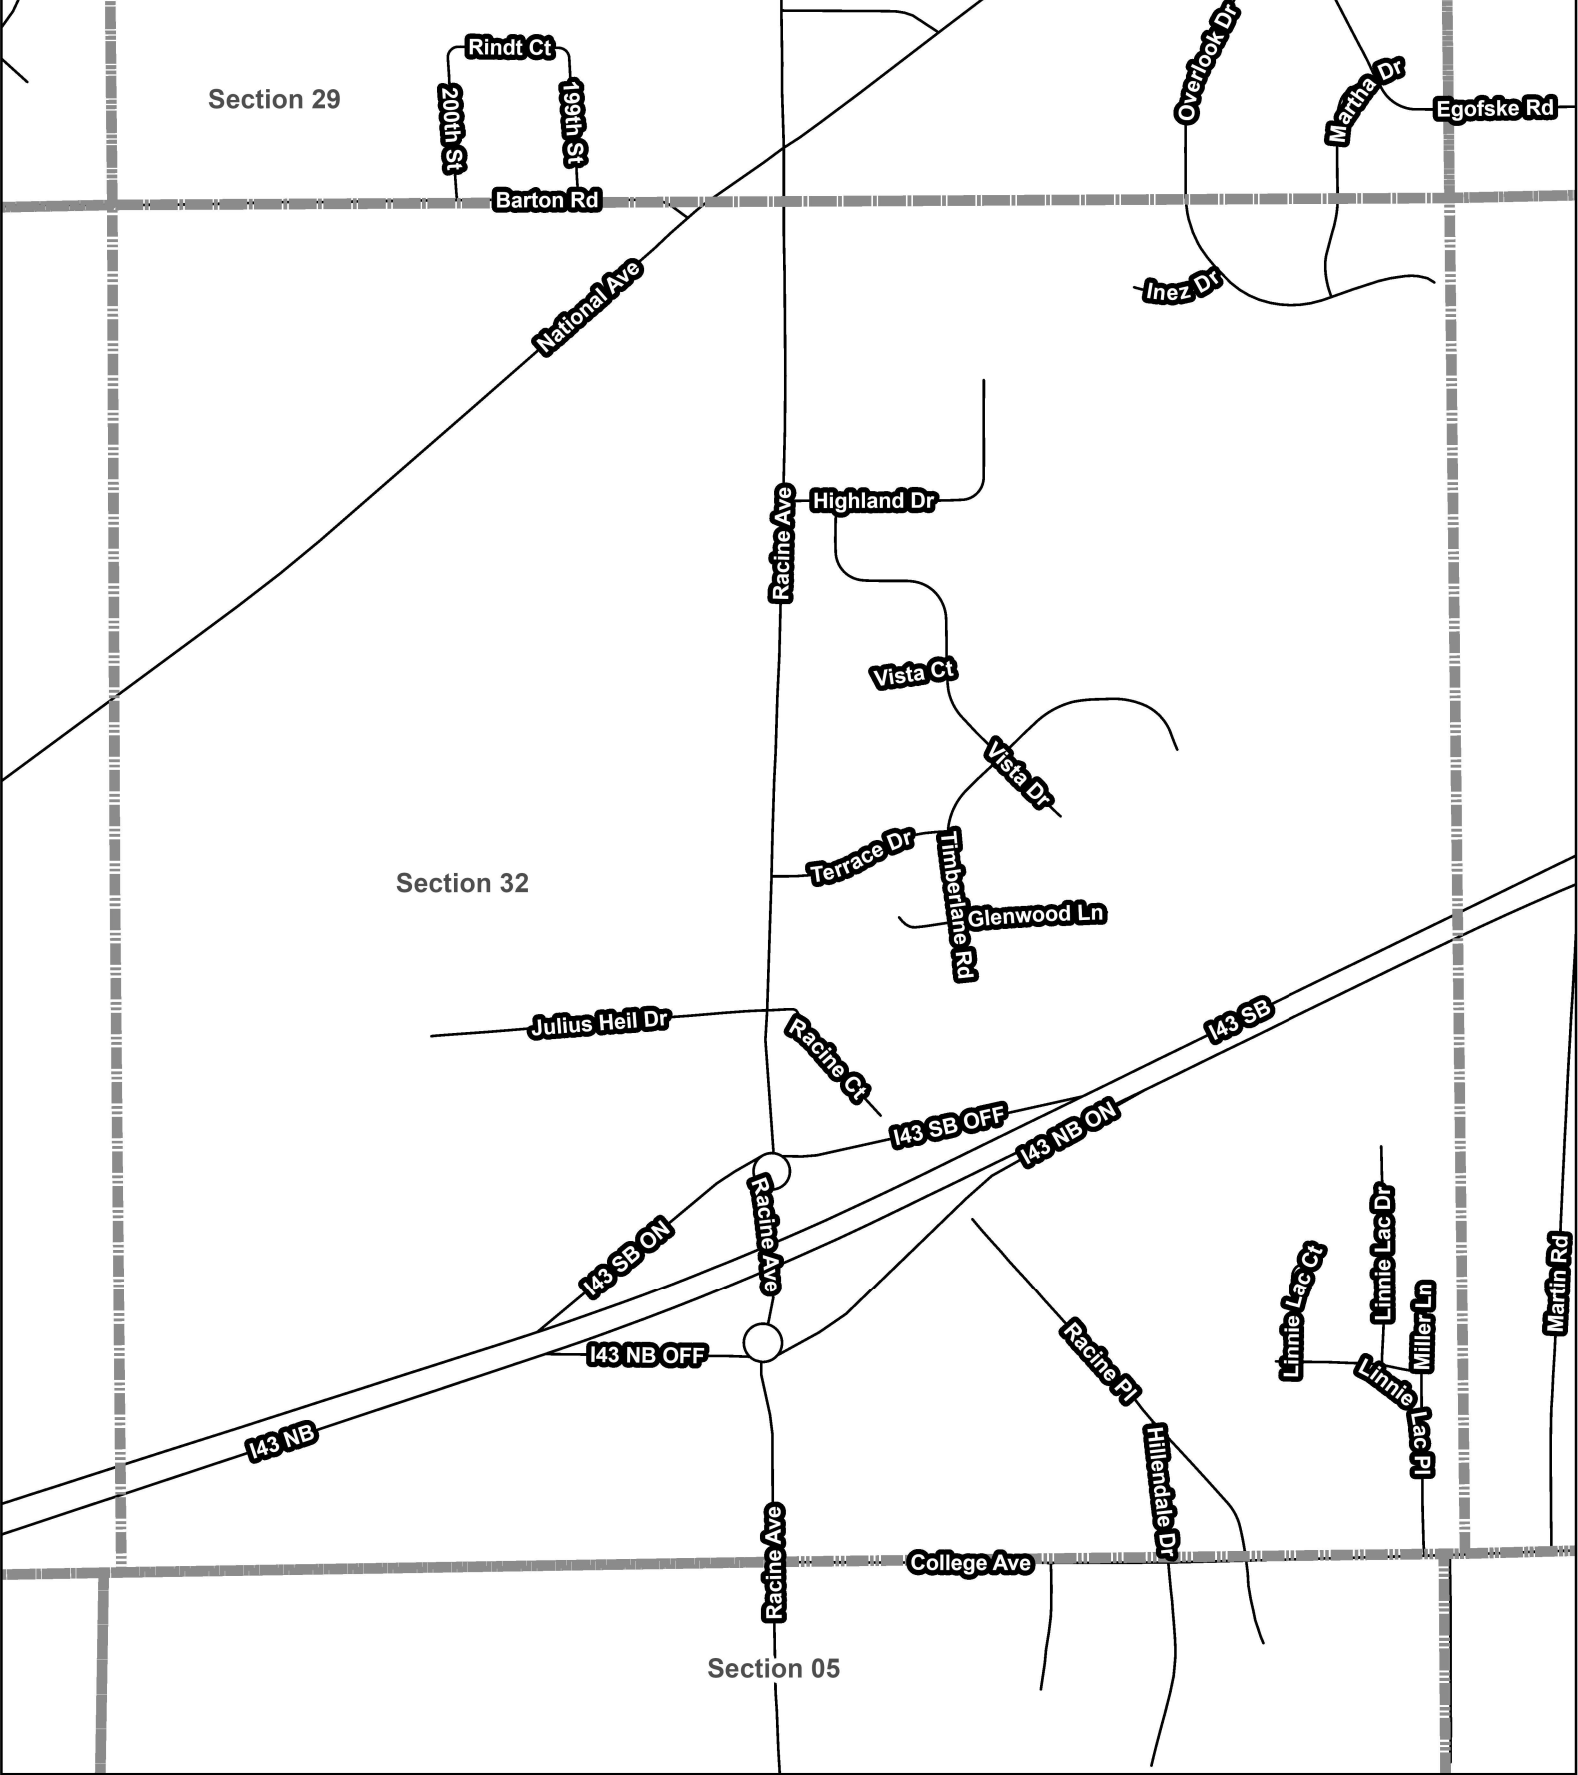 Overlook Dr
Rindt Ct
Martha Dr
Section 29
200th St
199th St
Egofske Rd
Barton Rd
Inez Dr
National Ave
Highland Dr
Racine Ave
Vista Ct
Vista Dr
Terrace Dr
Section 32
Timberlane Rd
Glenwood Ln
I43 SB
Julius Heil Dr
Racine Ct
I43 SB OFF
I43 NB ON
Racine Ave
I43 SB ON
Linnie Lac Dr
Linnie Lac Ct
Martin Rd
Miller Ln
I43 NB OFF
Racine Pl
Linnie Lac Pl
I43 NB
Hillendale Dr
Racine Ave
College Ave
Section 05